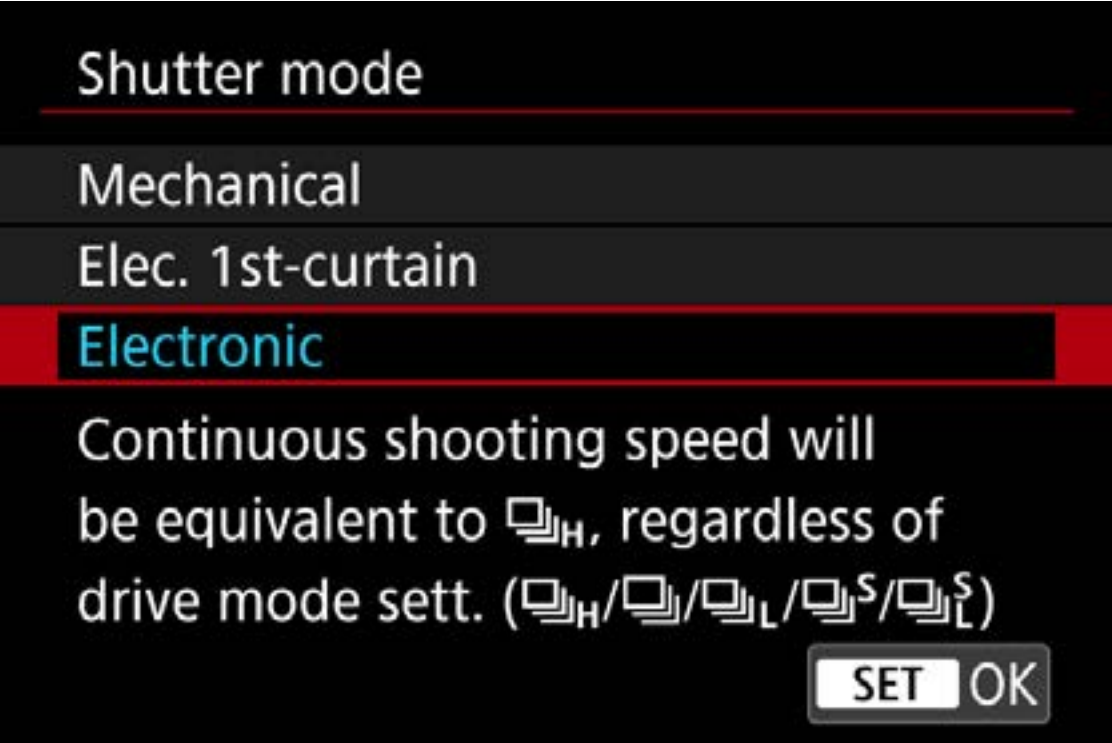 Shutter mode
Mechanical
Elec. 1st-curtain
Electronic
Continuous shooting speed will
be equivalent to H, regardless of
drive mode sett. (H/ /L/S/SL)
SET OK